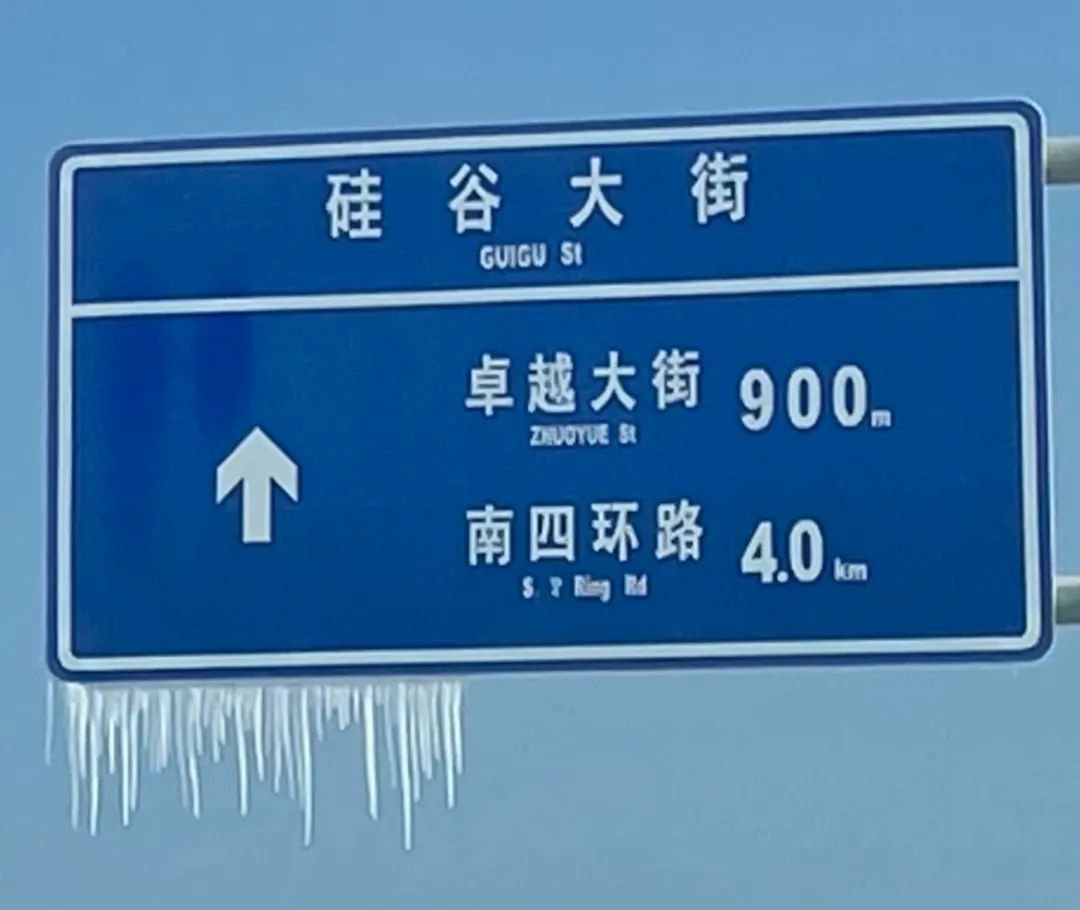 硅谷大街
GUIGU St
卓越大街 900m
ZHUOYUE St
南四环路 4.0km
S. Ring Rd